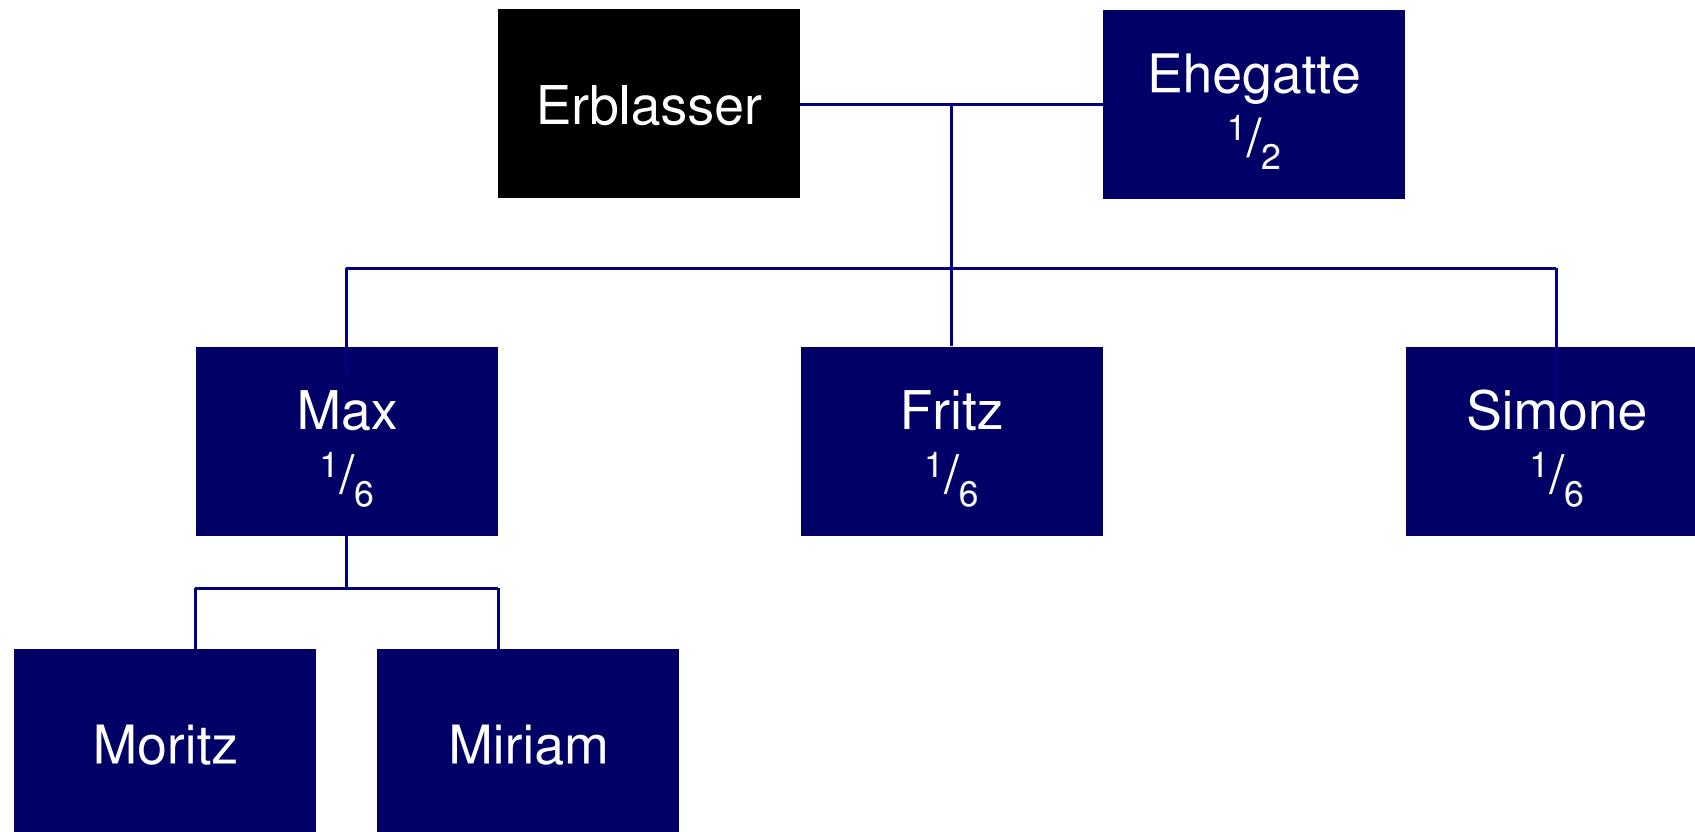 Erblasser
Ehegatte
1/2
Max
1/6
Fritz
1/6
Simone
1/6
Moritz
Miriam